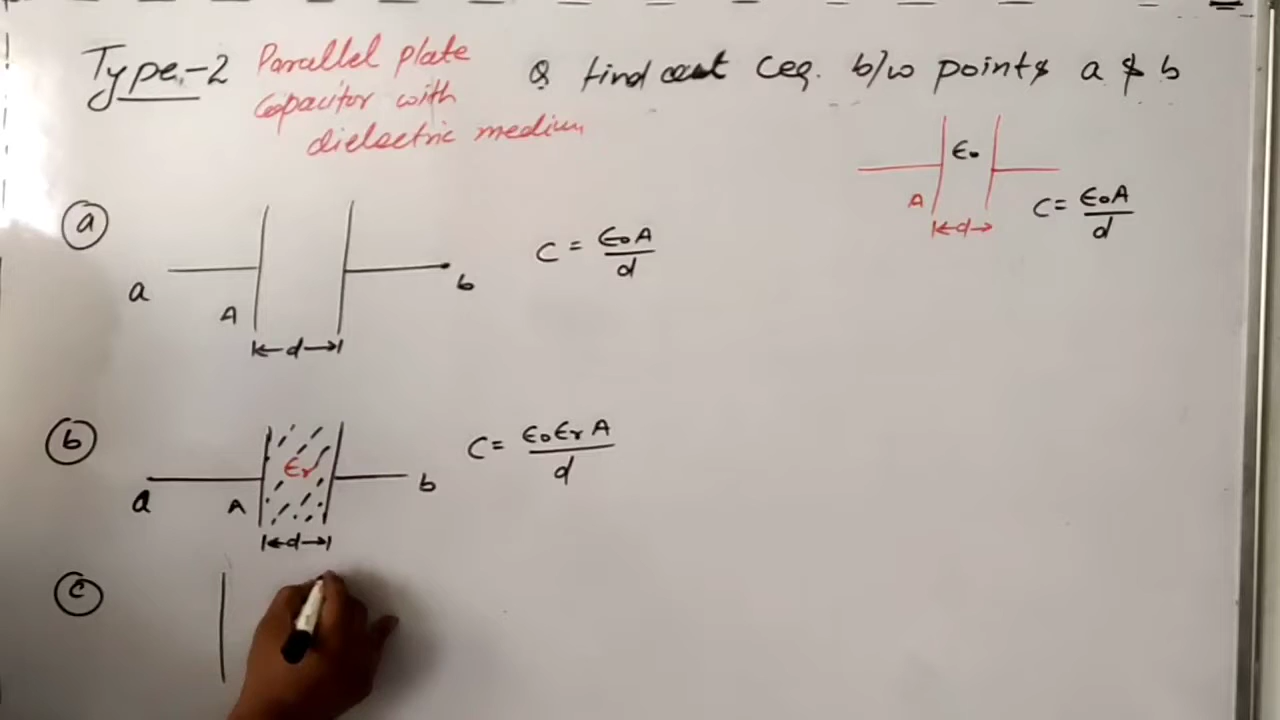 Type-2 Parallel plate
Capacitor with
dielectric medium
Q find Ceq. b/w points a & b
ϵ₀
A
|←d→|
C = ϵ₀A/d
(a)
a
b
A
|←d→|
C = ϵ₀A/d
(b)
a
b
A
ϵr
|←d→|
C = ϵ₀ϵrA/d
(c)